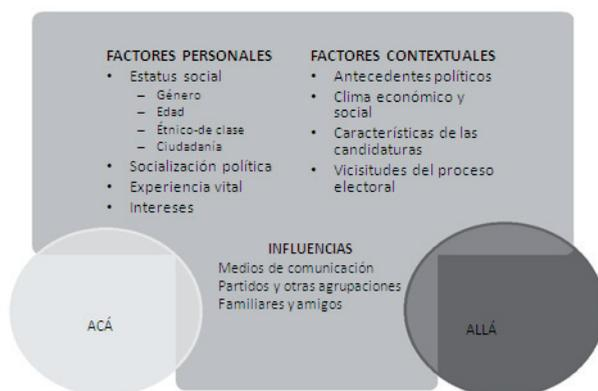 FACTORES PERSONALES
• Estatus social
– Género
– Edad
– Étnico-de clase
– Ciudadanía
• Socialización política
• Experiencia vital
• Intereses
FACTORES CONTEXTUALES
• Antecedentes políticos
• Clima económico y
social
• Características de las
candidaturas
• Vicisitudes del proceso
electoral
INFLUENCIAS
Medios de comunicación
Partidos y otras agrupaciones
Familiares y amigos
ACÁ
ALLÁ